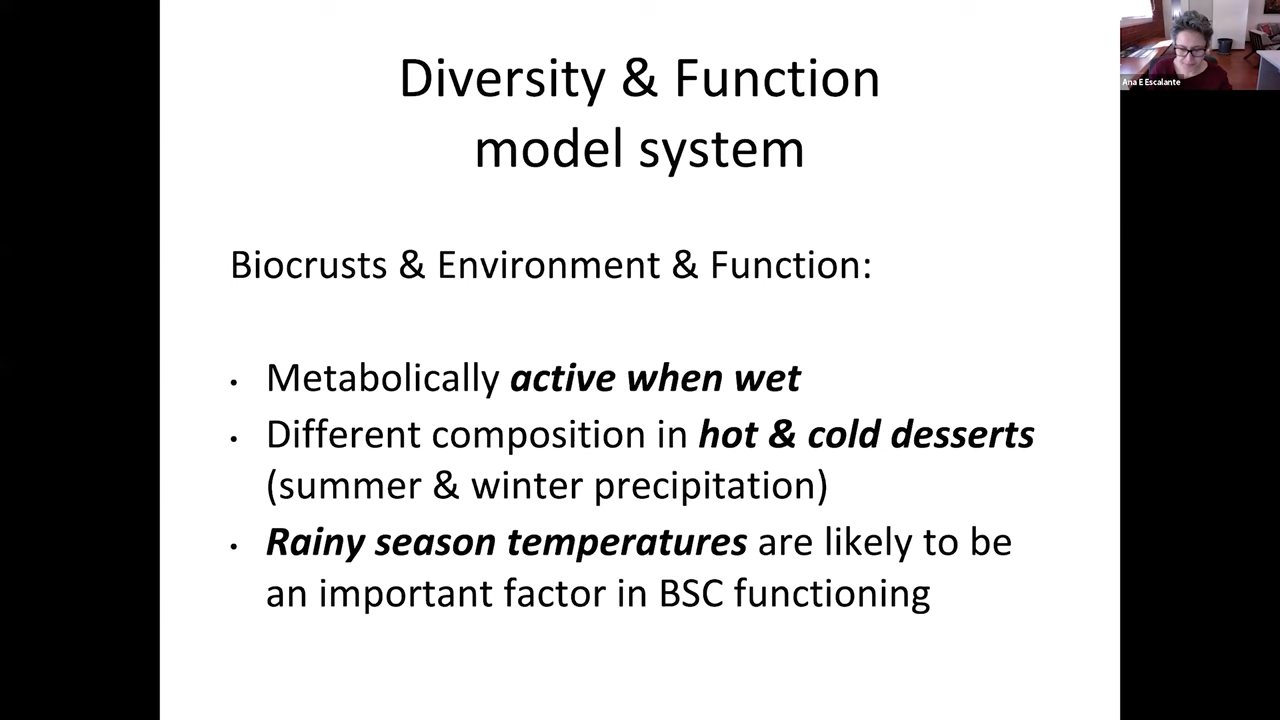 Diversity & Function
model system
Ana E Escalante
Biocrusts & Environment & Function:
• Metabolically active when wet
• Different composition in hot & cold desserts
(summer & winter precipitation)
• Rainy season temperatures are likely to be
an important factor in BSC functioning